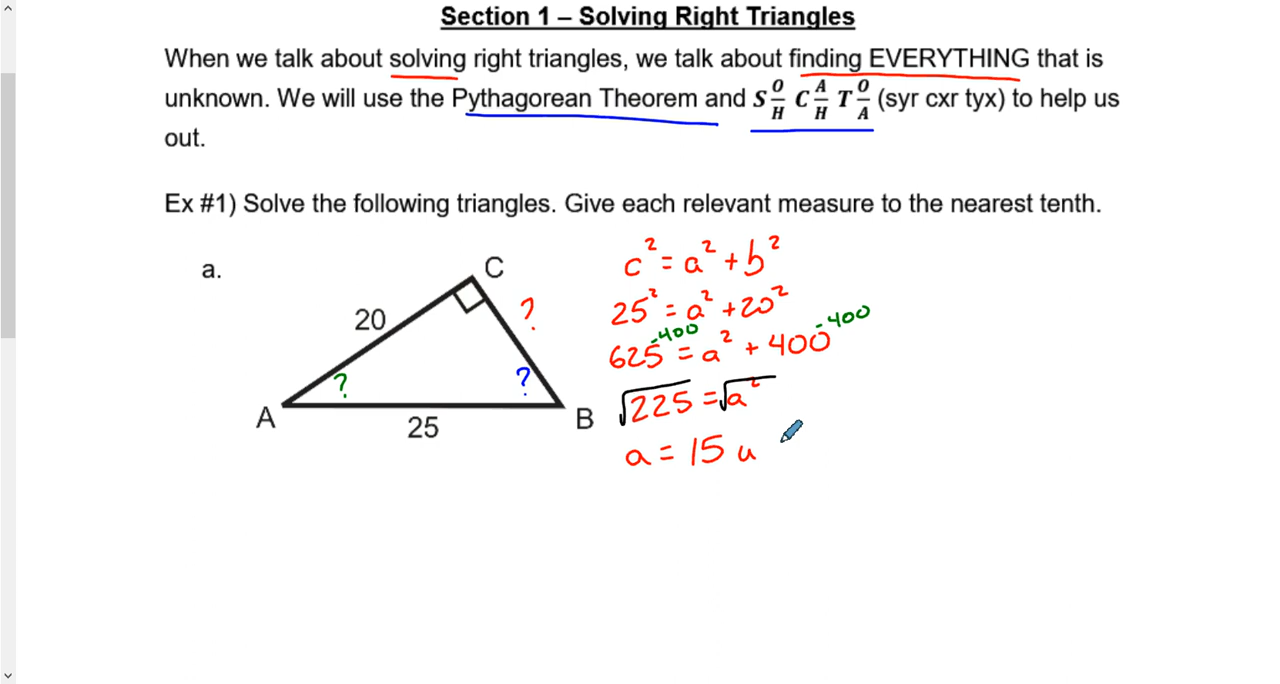 Section 1 – Solving Right Triangles
When we talk about solving right triangles, we talk about finding EVERYTHING that is
unknown. We will use the Pythagorean Theorem and S O/H C A/H T O/A (syr cxr tyx) to help us
out.
Ex #1) Solve the following triangles. Give each relevant measure to the nearest tenth.
a.
C
20
?
?
?
A
25
B
c² = a² + b²
25² = a² + 20²
625 -400 = a² + 400 -400
√225 = √a²
a = 15 u